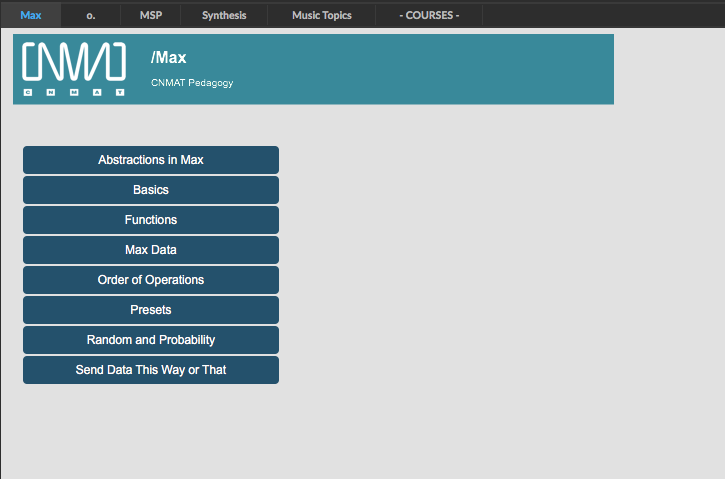 Max o. MSP Synthesis Music Topics - COURSES -
/Max
CNMAT
CNMAT Pedagogy
C N M A T
Abstractions in Max
Basics
Functions
Max Data
Order of Operations
Presets
Random and Probability
Send Data This Way or That